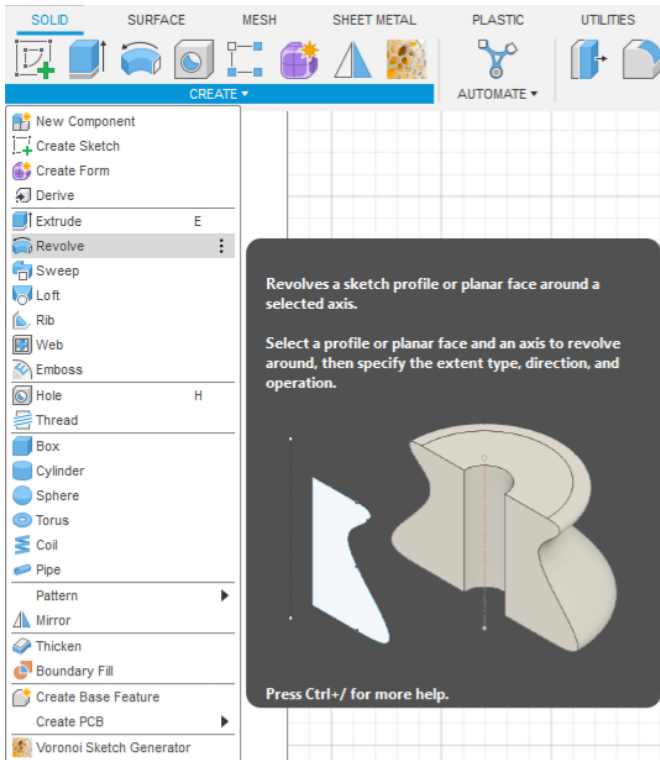 SOLID SURFACE MESH SHEET METAL PLASTIC UTILITIES
CREATE ▾ AUTOMATE ▾
New Component
Create Sketch
Create Form
Derive
Extrude E
Revolve
Sweep
Loft
Rib
Web
Emboss
Hole H
Thread
Box
Cylinder
Sphere
Torus
Coil
Pipe
Pattern
Mirror
Thicken
Boundary Fill
Create Base Feature
Create PCB
Voronoi Sketch Generator
Revolves a sketch profile or planar face around a
selected axis.
Select a profile or planar face and an axis to revolve
around, then specify the extent type, direction, and
operation.
Press Ctrl+/ for more help.